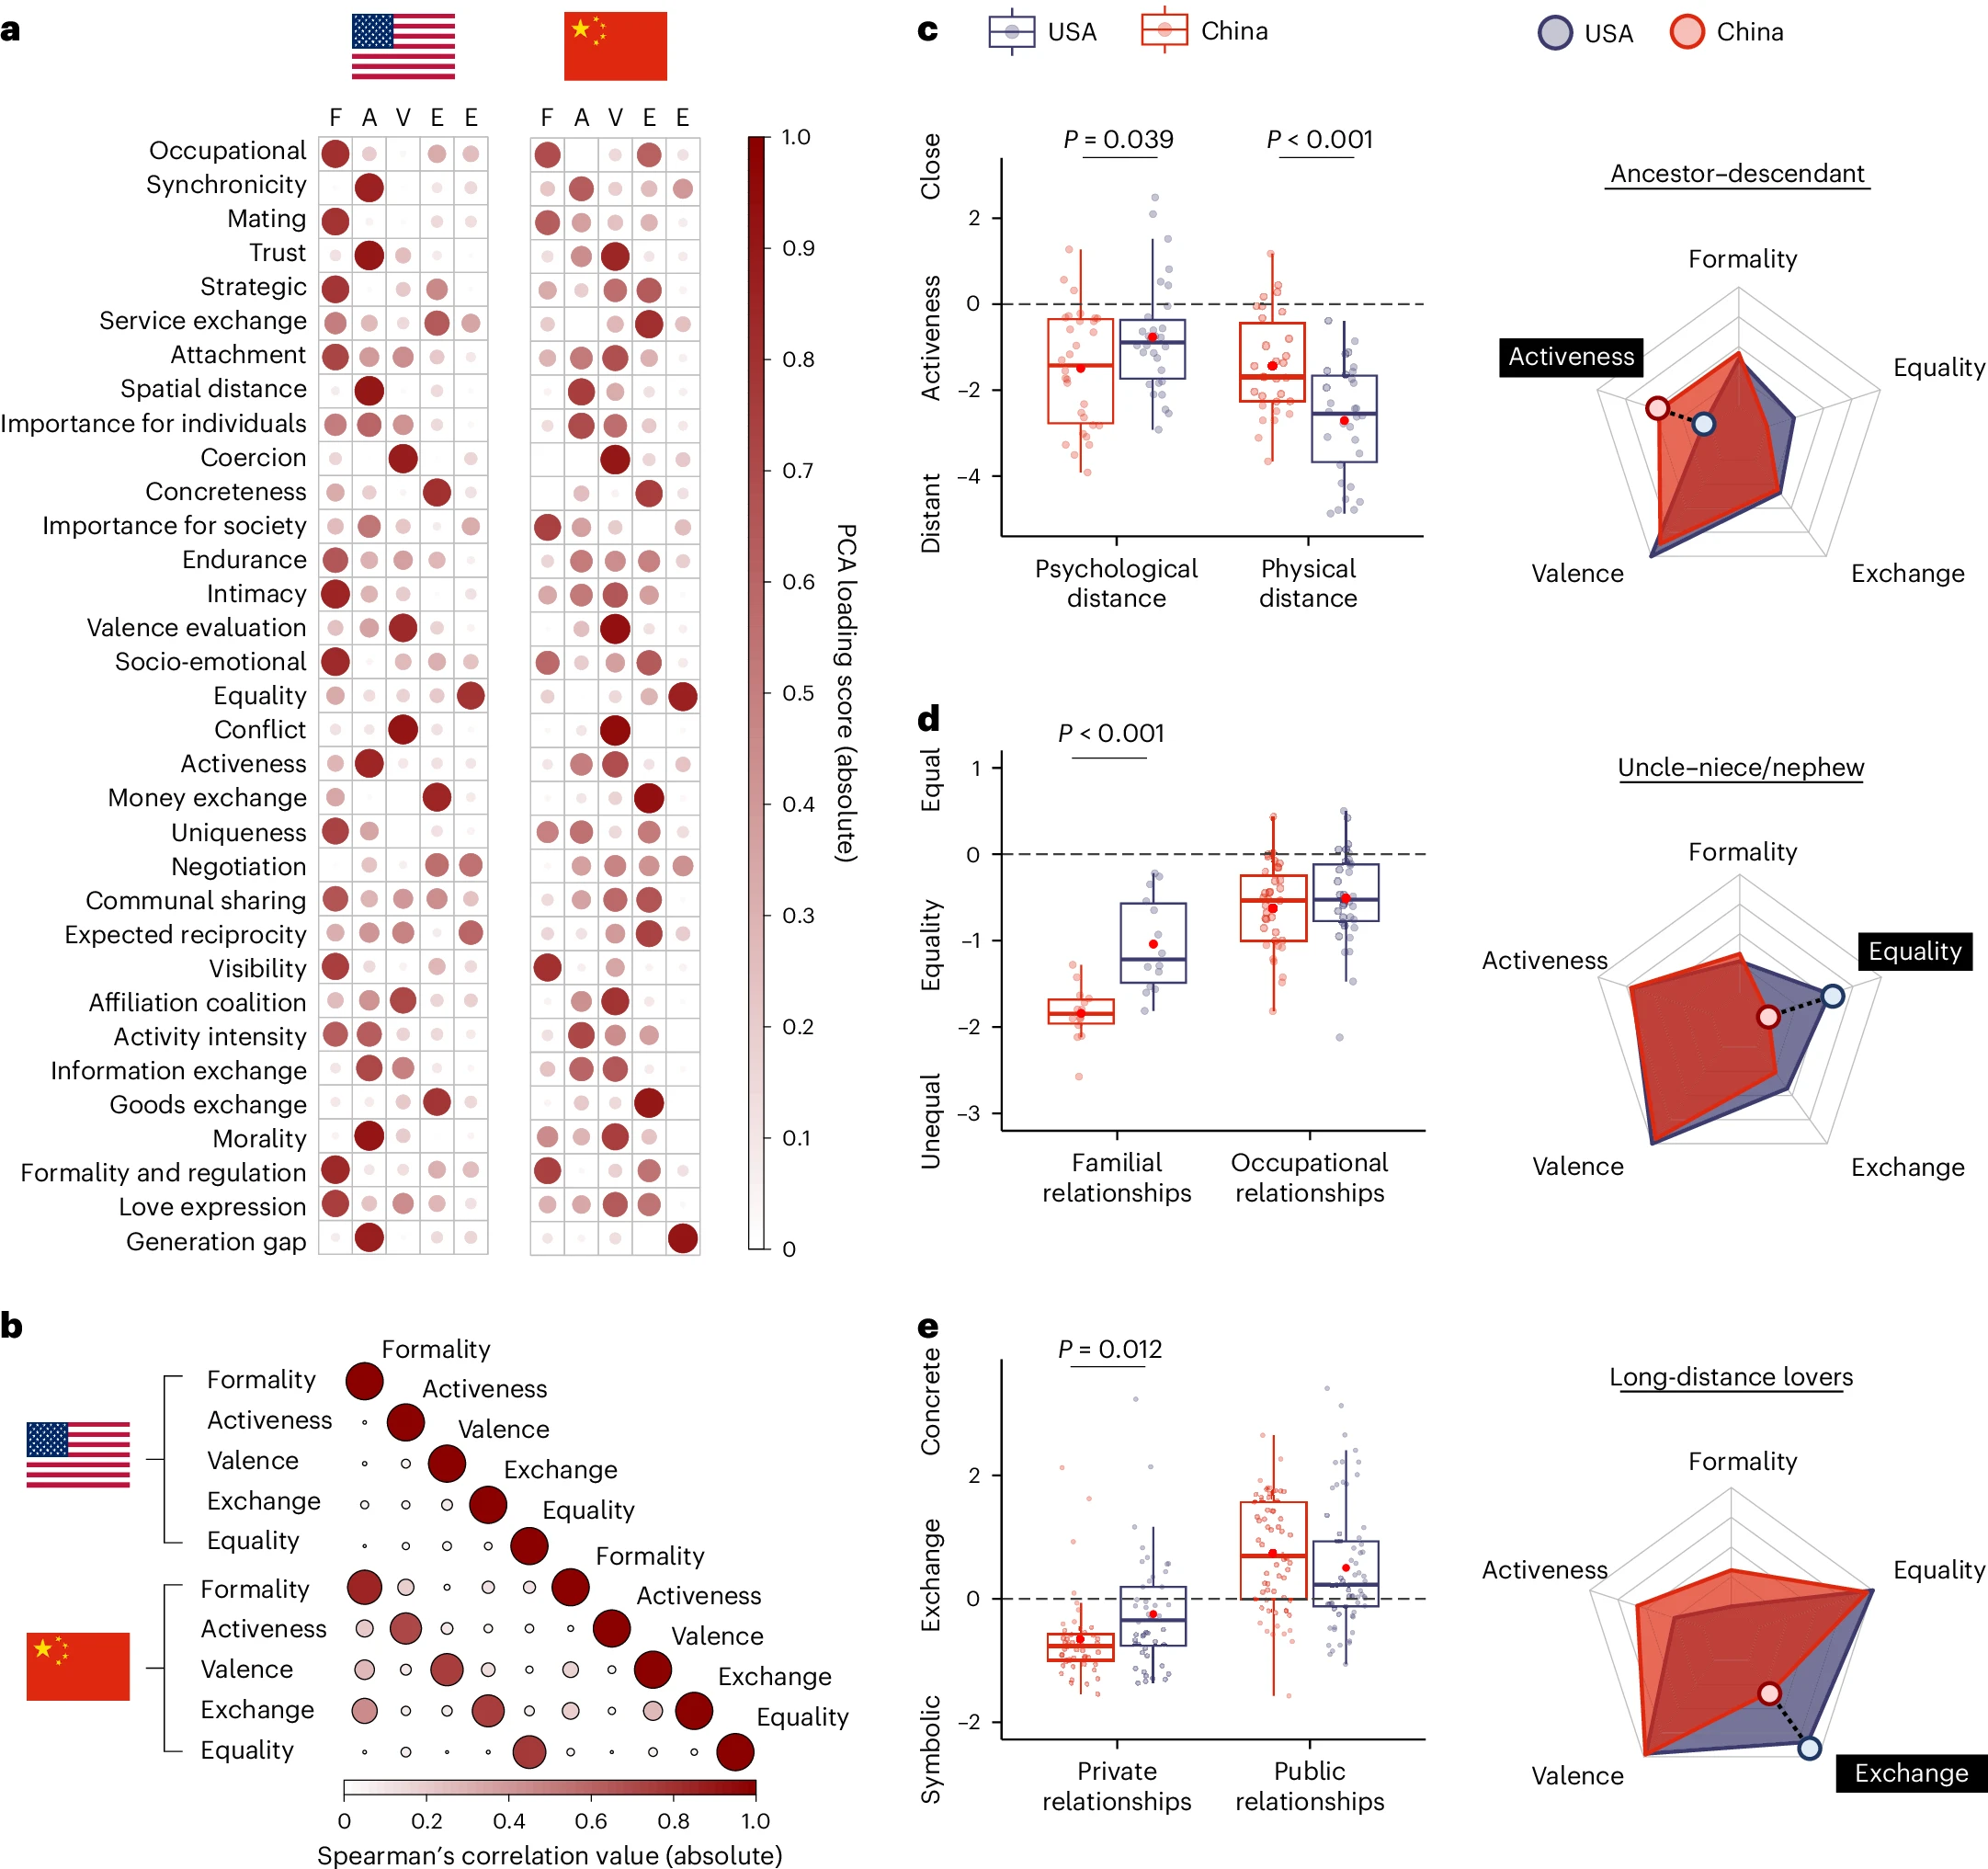 a
F A V E E
F A V E E
Occupational
Synchronicity
Mating
Trust
Strategic
Service exchange
Attachment
Spatial distance
Importance for individuals
Coercion
Concreteness
Importance for society
Endurance
Intimacy
Valence evaluation
Socio-emotional
Equality
Conflict
Activeness
Money exchange
Uniqueness
Negotiation
Communal sharing
Expected reciprocity
Visibility
Affiliation coalition
Activity intensity
Information exchange
Goods exchange
Morality
Formality and regulation
Love expression
Generation gap
1.0
0.9
0.8
0.7
0.6
0.5
0.4
0.3
0.2
0.1
0
PCA loading score (absolute)
b
Formality
Formality
Activeness
Activeness
Valence
Valence
Exchange
Exchange
Equality
Equality
Formality
Formality
Activeness
Activeness
Valence
Valence
Exchange
Exchange
Equality
Equality
0 0.2 0.4 0.6 0.8 1.0
Spearman's correlation value (absolute)
c
USA China
USA China
Close
Activeness
Distant
P = 0.039 P < 0.001
2
0
−2
−4
Psychological distance
Physical distance
Ancestor–descendant
Formality
Activeness
Equality
Valence
Exchange
d
Equal
Equality
Unequal
P < 0.001
1
0
−1
−2
−3
Familial relationships
Occupational relationships
Uncle–niece/nephew
Formality
Activeness
Equality
Valence
Exchange
e
Concrete
Exchange
Symbolic
P = 0.012
2
0
−2
Private relationships
Public relationships
Long-distance lovers
Formality
Activeness
Equality
Valence
Exchange